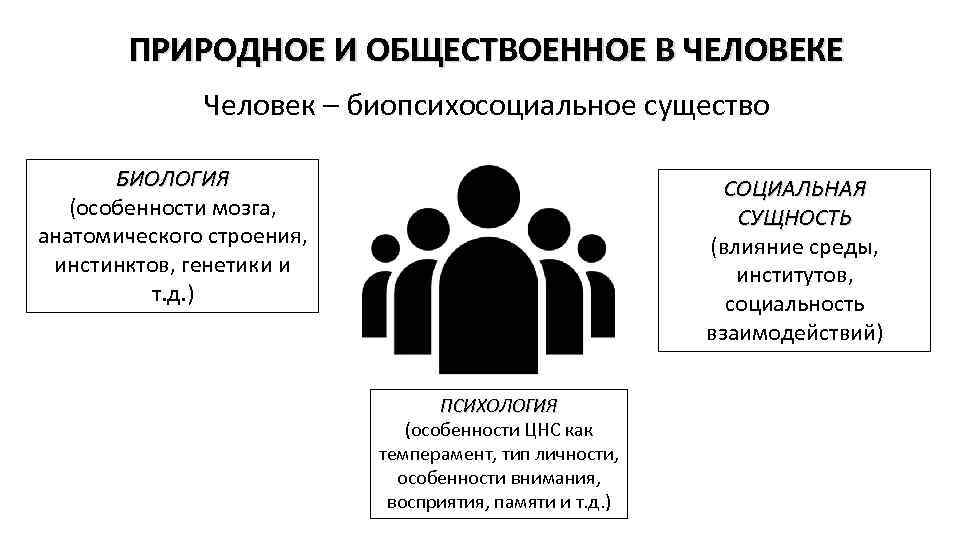 ПРИРОДНОЕ И ОБЩЕСТВОЕННОЕ В ЧЕЛОВЕКЕ
Человек – биопсихосоциальное существо
БИОЛОГИЯ
(особенности мозга,
анатомического строения,
инстинктов, генетики и
т.д.)
СОЦИАЛЬНАЯ
СУЩНОСТЬ
(влияние среды,
институтов,
социальность
взаимодействий)
ПСИХОЛОГИЯ
(особенности ЦНС как
темперамент, тип личности,
особенности внимания,
восприятия, памяти и т.д.)